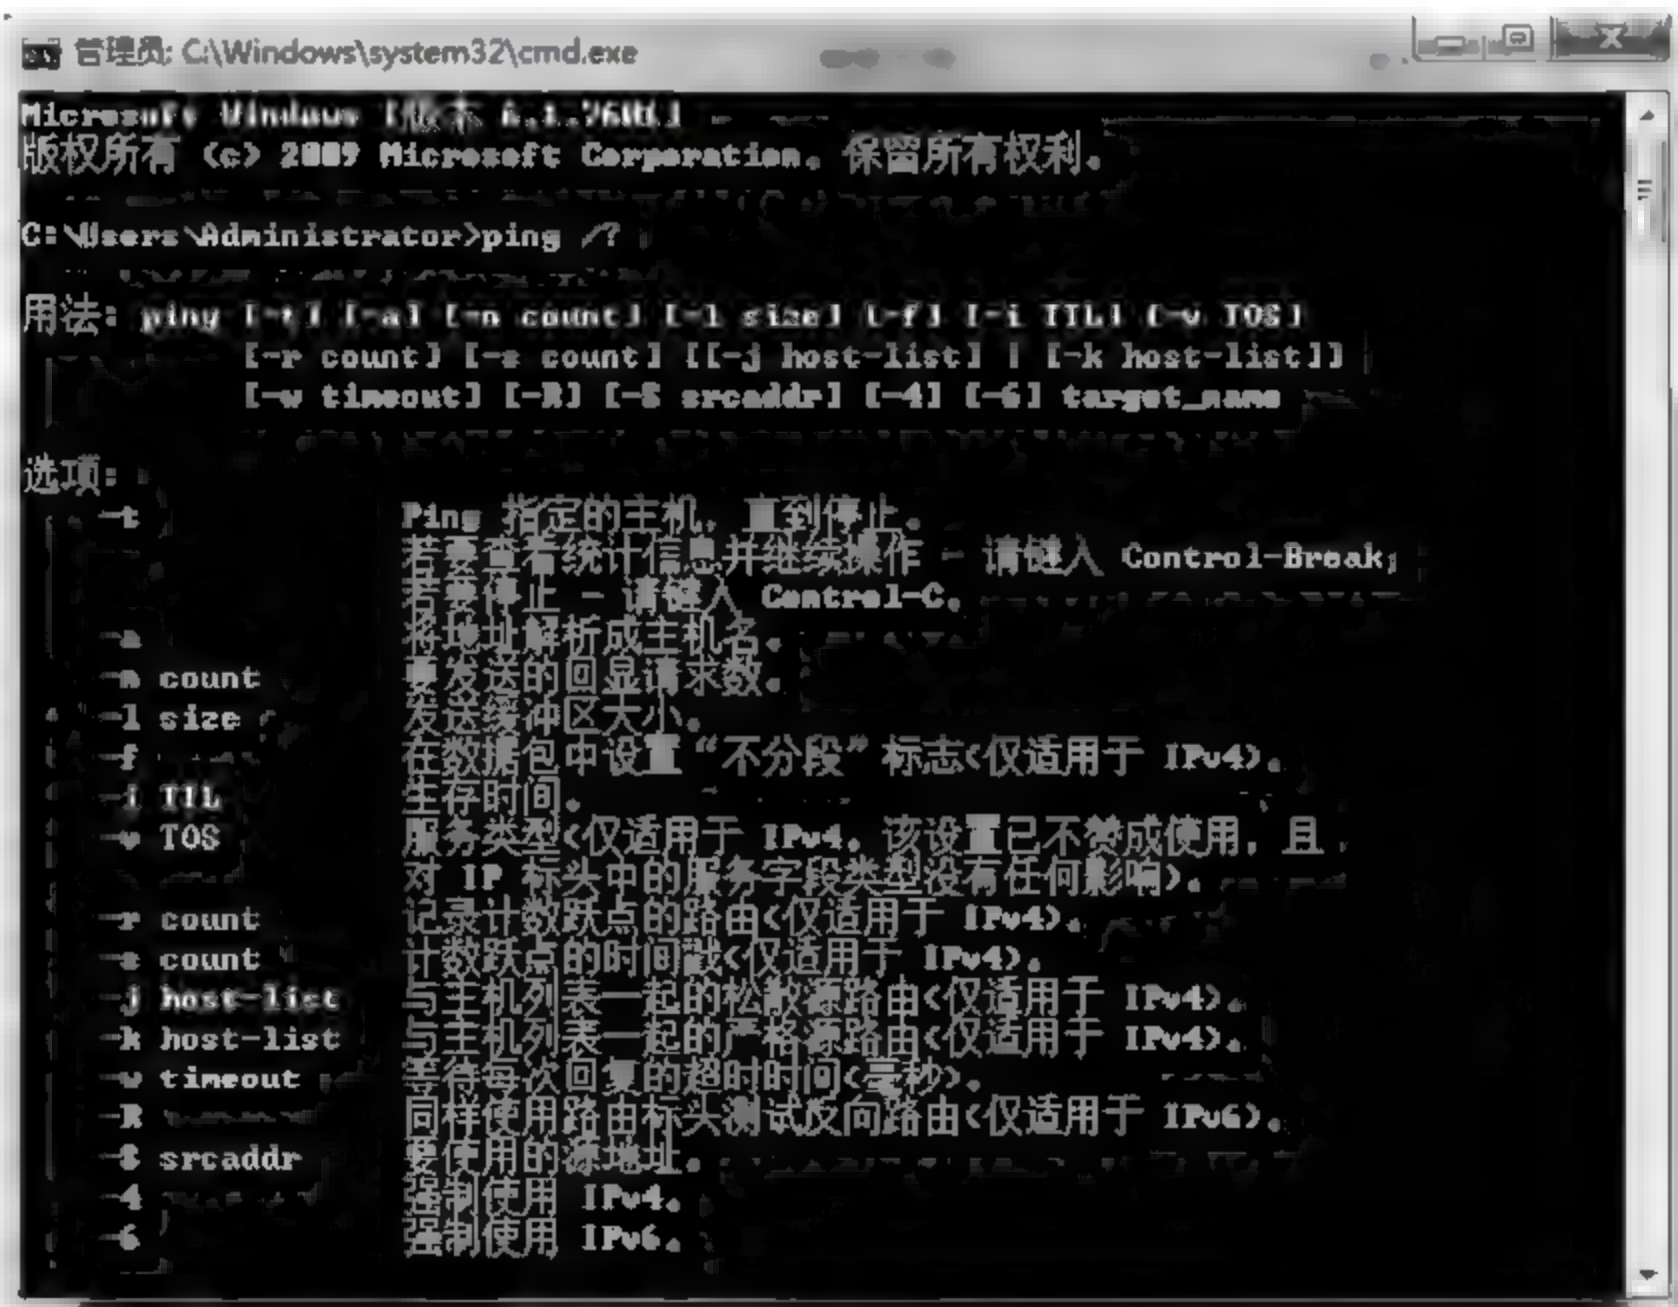 管理员: C:\Windows\system32\cmd.exe
Microsoft Windows [版本 6.1.7601]
版权所有 (c) 2009 Microsoft Corporation。保留所有权利。
C:\Users\Administrator>ping /?
用法: ping [-t] [-a] [-n count] [-l size] [-f] [-i TTL] [-v TOS]
[-r count] [-s count] [[-j host-list] | [-k host-list]]
[-w timeout] [-R] [-S srcaddr] [-4] [-6] target_name
选项:
-t Ping 指定的主机，直到停止。
若要查看统计信息并继续操作 - 请键入 Control-Break;
若要停止 - 请键入 Control-C。
-a 将地址解析成主机名。
-n count 要发送的回显请求数。
-l size 发送缓冲区大小。
-f 在数据包中设置“不分段”标志(仅适用于 IPv4)。
-i TTL 生存时间。
-v TOS 服务类型(仅适用于 IPv4。该设置已不赞成使用，且
对 IP 标头中的服务字段类型没有任何影响)。
-r count 记录计数跃点的路由(仅适用于 IPv4)。
-s count 计数跃点的时间戳(仅适用于 IPv4)。
-j host-list 与主机列表一起的松散源路由(仅适用于 IPv4)。
-k host-list 与主机列表一起的严格源路由(仅适用于 IPv4)。
-w timeout 等待每次回复的超时时间(毫秒)。
-R 同样使用路由标头测试反向路由(仅适用于 IPv6)。
-S srcaddr 要使用的源地址。
-4 强制使用 IPv4。
-6 强制使用 IPv6。